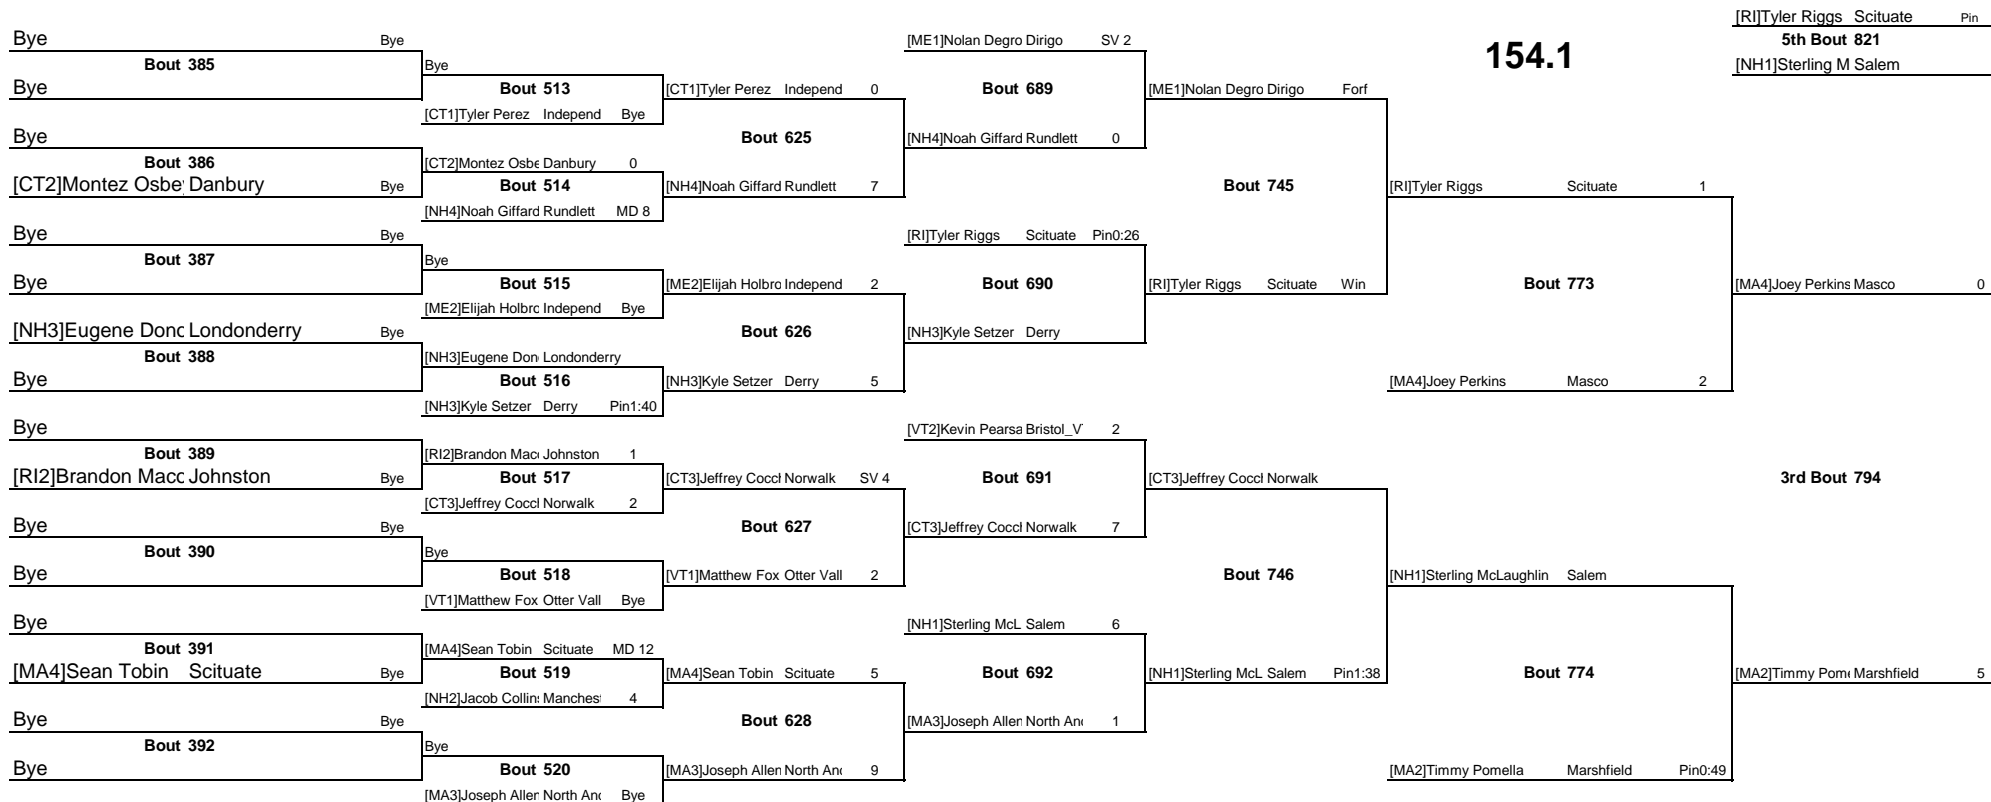 [RI]Tyler Riggs Scituate Pin
5th Bout 821
[NH1]Sterling M Salem
154.1
Bye Bye
Bout 385
Bye
Bye
Bout 386
[CT2]Montez Osbe Danbury Bye
Bye Bye
Bout 387
Bye
[NH3]Eugene Donc Londonderry Bye
Bout 388
Bye
Bye
Bout 389
[RI2]Brandon Macc Johnston Bye
Bye Bye
Bout 390
Bye
Bye
Bout 391
[MA4]Sean Tobin Scituate Bye
Bye Bye
Bout 392
Bye
Bye
Bout 513
[CT1]Tyler Perez Independ Bye
[CT2]Montez Osbe Danbury 0
Bout 514
[NH4]Noah Giffard Rundlett MD 8
Bye
Bout 515
[ME2]Elijah Holbrc Independ Bye
[NH3]Eugene Don Londonderry
Bout 516
[NH3]Kyle Setzer Derry Pin1:40
[RI2]Brandon Macc Johnston 1
Bout 517
[CT3]Jeffrey Coccl Norwalk 2
Bye
Bout 518
[VT1]Matthew Fox Otter Vall Bye
[MA4]Sean Tobin Scituate MD 12
Bout 519
[NH2]Jacob Collin Manches 4
Bye
Bout 520
[MA3]Joseph Aller North And Bye
[CT1]Tyler Perez Independ 0
Bout 625
[NH4]Noah Giffard Rundlett 7
[ME2]Elijah Holbrc Independ 2
Bout 626
[NH3]Kyle Setzer Derry 5
[CT3]Jeffrey Coccl Norwalk SV 4
Bout 627
[VT1]Matthew Fox Otter Vall 2
[MA4]Sean Tobin Scituate 5
Bout 628
[MA3]Joseph Aller North And 9
[ME1]Nolan Degro Dirigo SV 2
Bout 689
[NH4]Noah Giffard Rundlett 0
[RI]Tyler Riggs Scituate Pin0:26
Bout 690
[NH3]Kyle Setzer Derry
[VT2]Kevin Pearsa Bristol_V 2
Bout 691
[CT3]Jeffrey Coccl Norwalk 7
[NH1]Sterling McL Salem 6
Bout 692
[MA3]Joseph Aller North And 1
[ME1]Nolan Degro Dirigo Forf
Bout 745
[RI]Tyler Riggs Scituate Win
[CT3]Jeffrey Coccl Norwalk
Bout 746
[NH1]Sterling McL Salem Pin1:38
[RI]Tyler Riggs Scituate 1
Bout 773
[MA4]Joey Perkins Masco 2
[NH1]Sterling McLaughlin Salem
Bout 774
[MA2]Timmy Pomella Marshfield Pin0:49
[MA4]Joey Perkins Masco 0
3rd Bout 794
[MA2]Timmy Pome Marshfield 5